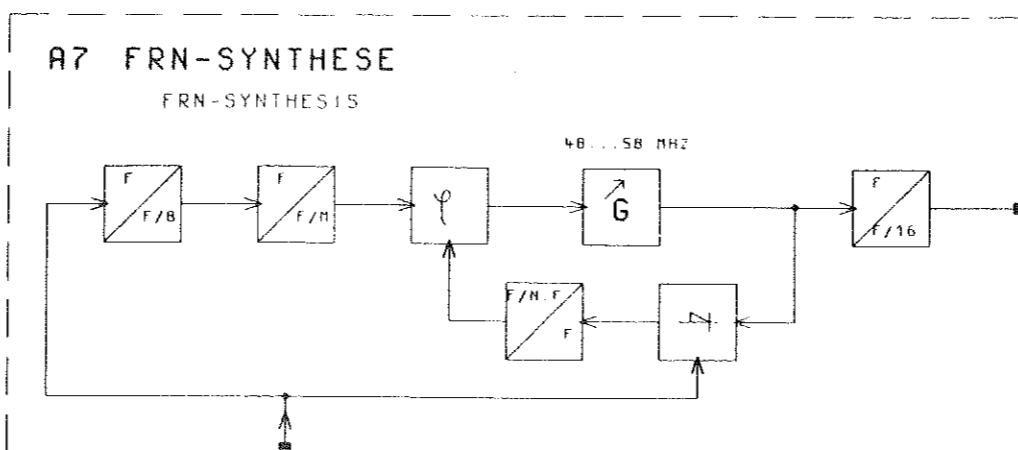 A7 FRN-SYNTHESE
FRN-SYNTHESIS
48...58 MHZ
F
F/8
F
F/M
φ
G
F
F/16
F/N.F
F